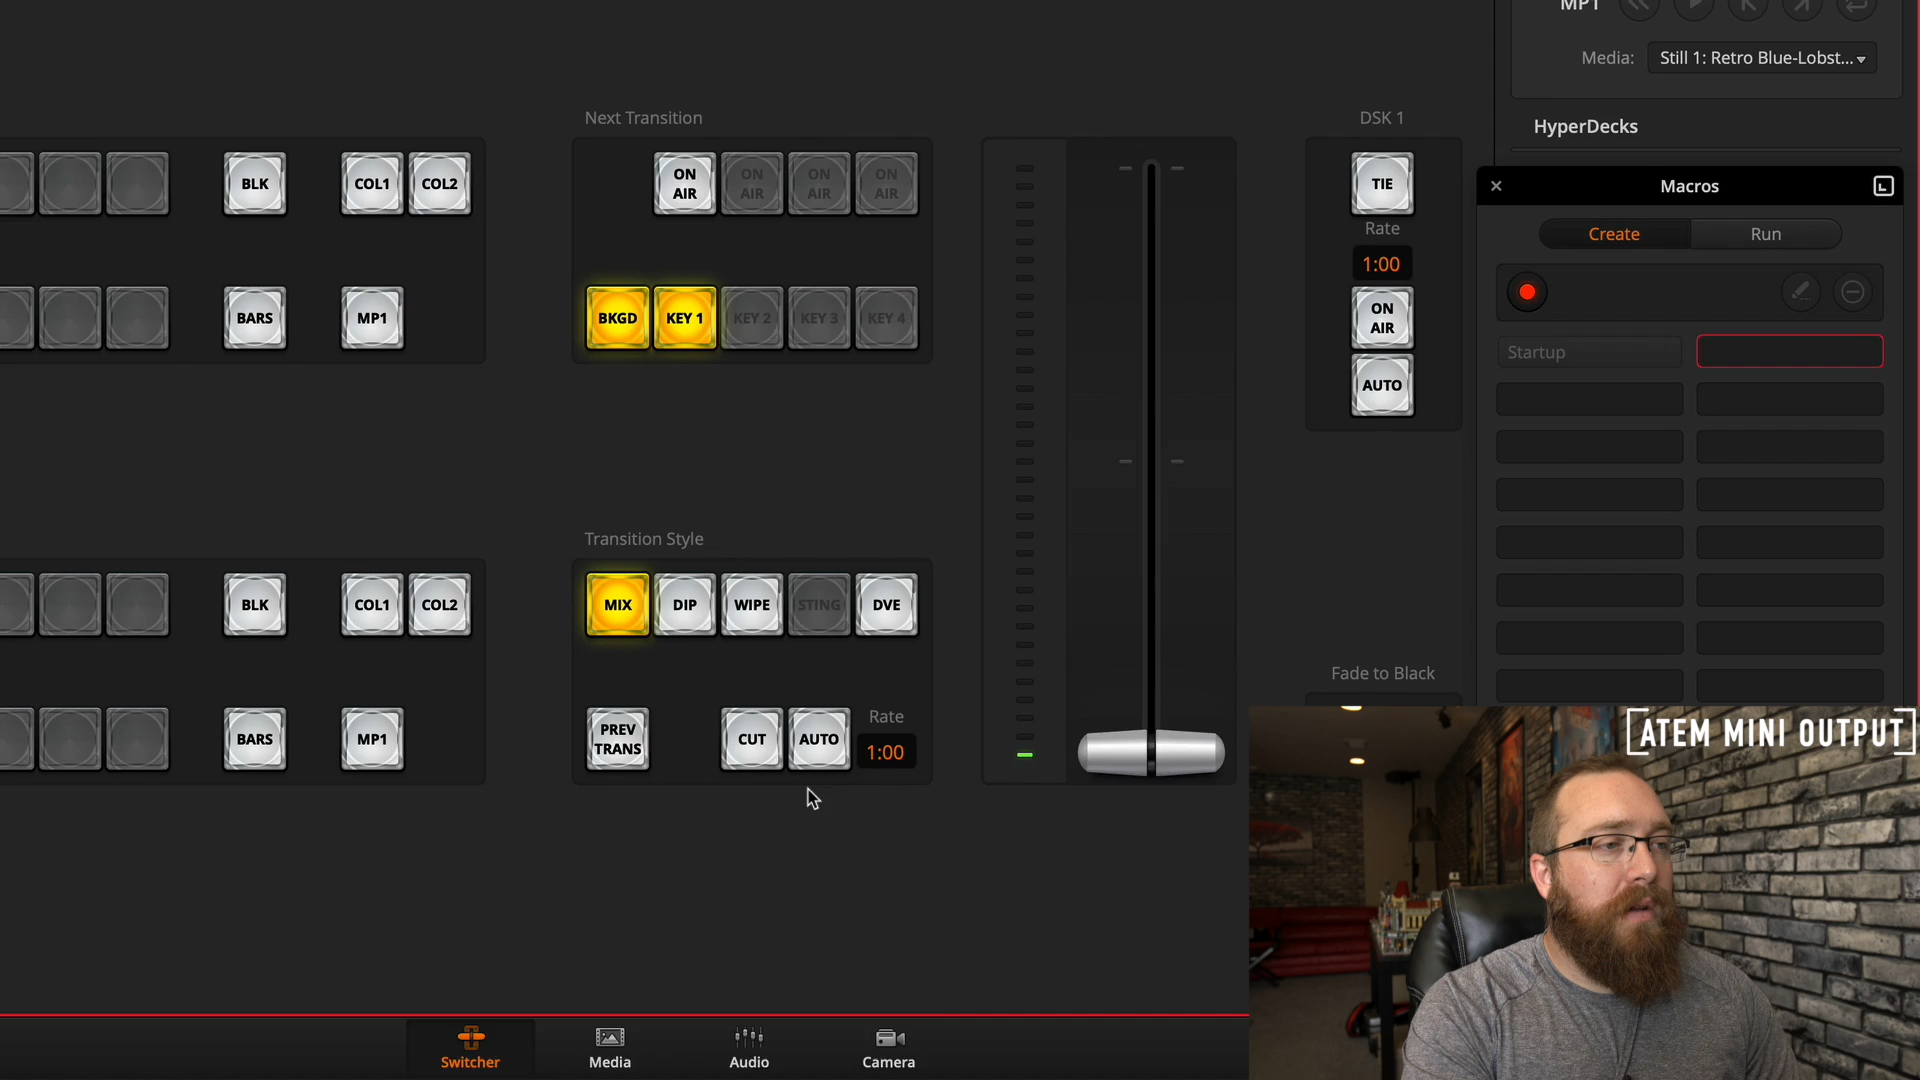 MP1
Media:
Still 1: Retro Blue-Lobst...
Next Transition
DSK 1
HyperDecks
BLK
COL1
COL2
ON AIR
ON AIR
ON AIR
ON AIR
TIE
Macros
Rate
1:00
Create
Run
BARS
MP1
BKGD
KEY 1
KEY 2
KEY 3
KEY 4
ON AIR
Startup
AUTO
Transition Style
BLK
COL1
COL2
MIX
DIP
WIPE
STING
DVE
Fade to Black
BARS
MP1
PREV TRANS
CUT
AUTO
Rate
1:00
[ATEM MINI OUTPUT]
Switcher
Media
Audio
Camera